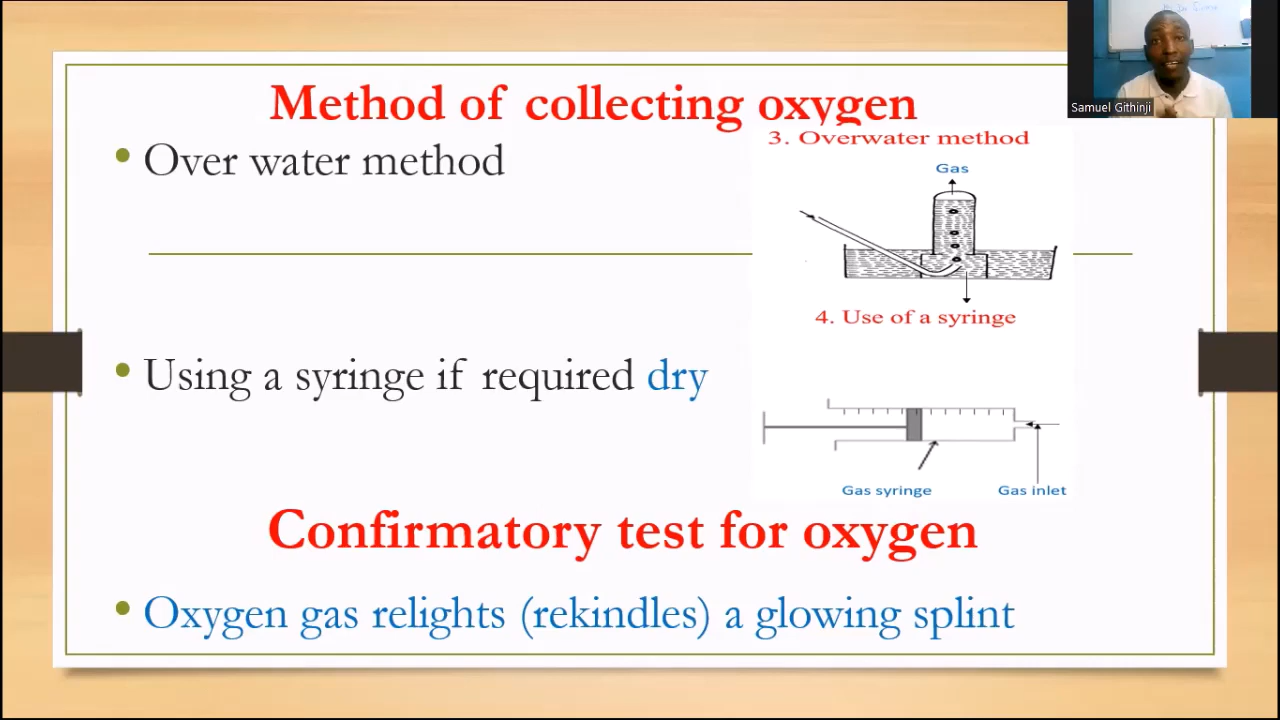 Method of collecting oxygen
Samuel Githinji
• Over water method
3. Overwater method
Gas
4. Use of a syringe
• Using a syringe if required dry
Gas syringe
Gas inlet
Confirmatory test for oxygen
• Oxygen gas relights (rekindles) a glowing splint